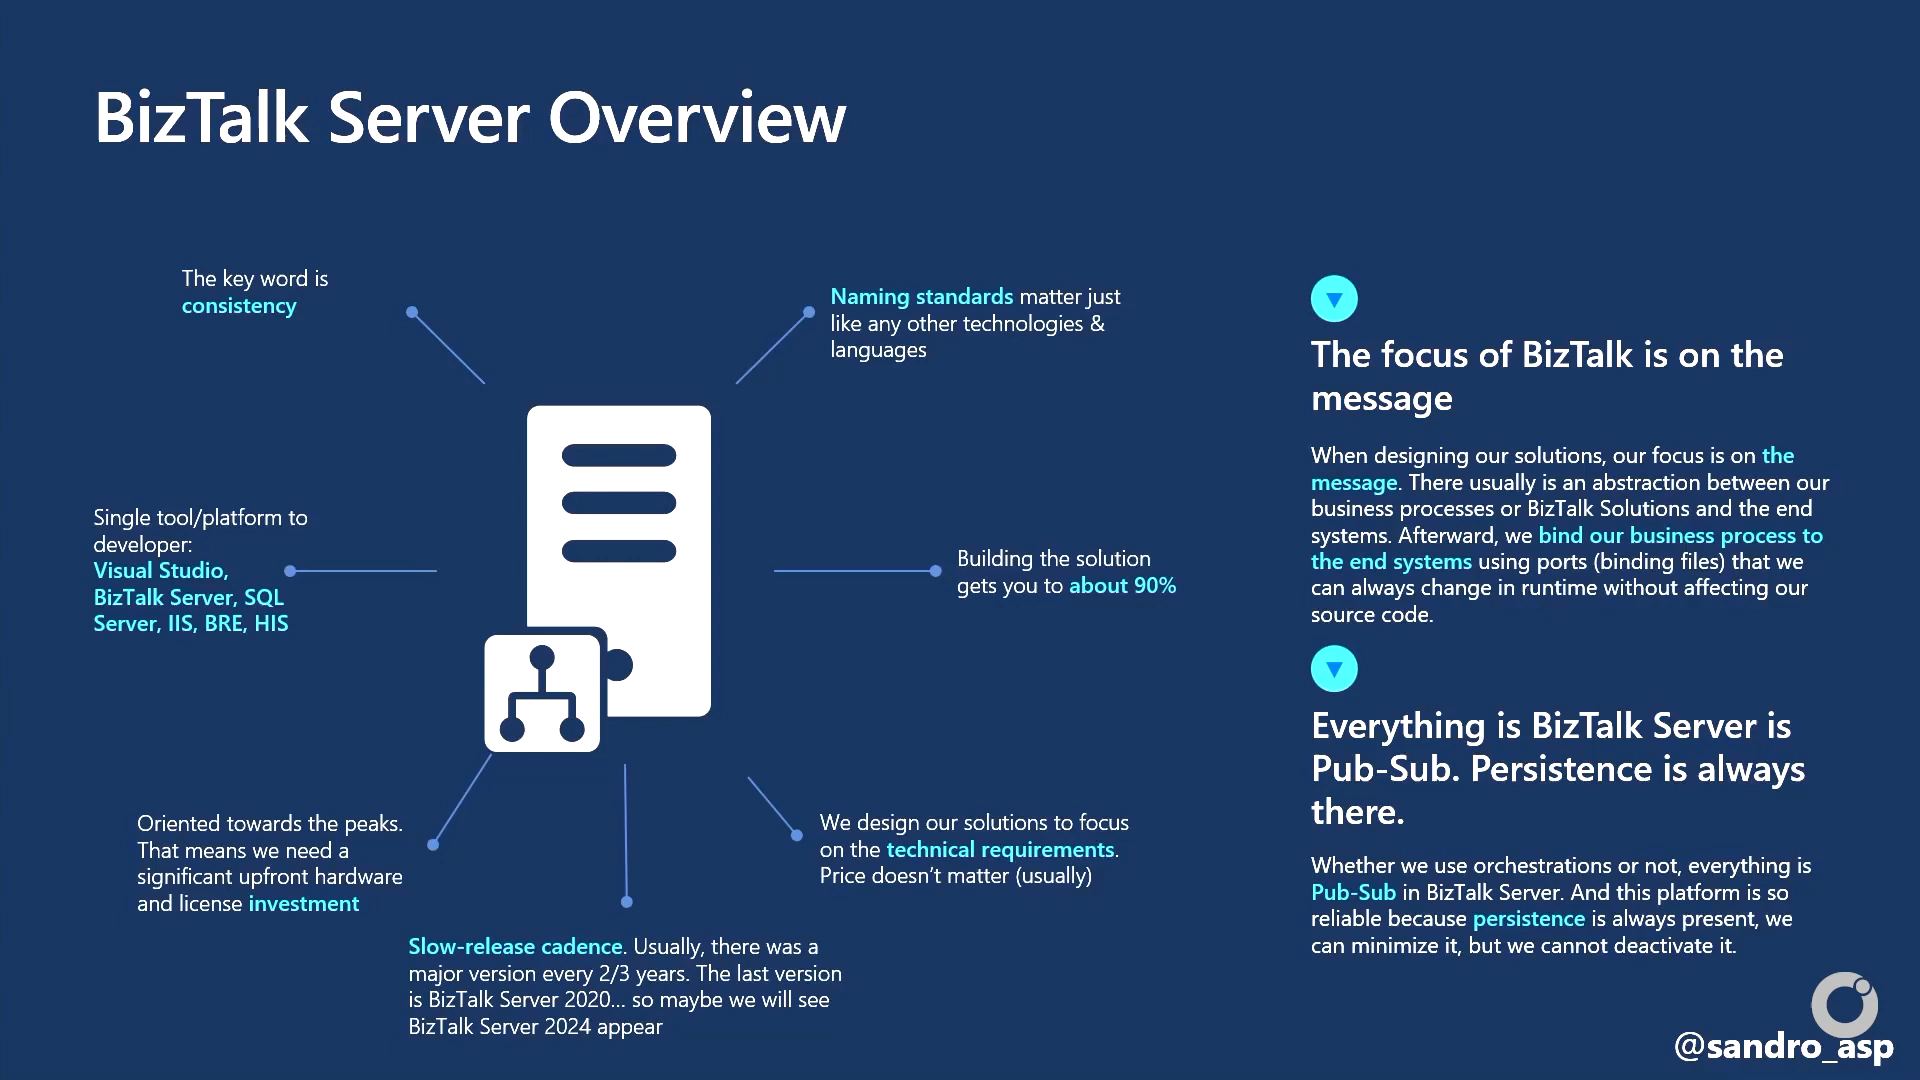 BizTalk Server Overview
The key word is
consistency
Naming standards matter just
like any other technologies &
languages
Single tool/platform to
developer:
Visual Studio,
BizTalk Server, SQL
Server, IIS, BRE, HIS
Building the solution
gets you to about 90%
Oriented towards the peaks.
That means we need a
significant upfront hardware
and license investment
We design our solutions to focus
on the technical requirements.
Price doesn't matter (usually)
Slow-release cadence. Usually, there was a
major version every 2/3 years. The last version
is BizTalk Server 2020... so maybe we will see
BizTalk Server 2024 appear
The focus of BizTalk is on the
message
When designing our solutions, our focus is on the
message. There usually is an abstraction between our
business processes or BizTalk Solutions and the end
systems. Afterward, we bind our business process to
the end systems using ports (binding files) that we
can always change in runtime without affecting our
source code.
Everything is BizTalk Server is
Pub-Sub. Persistence is always
there.
Whether we use orchestrations or not, everything is
Pub-Sub in BizTalk Server. And this platform is so
reliable because persistence is always present, we
can minimize it, but we cannot deactivate it.
@sandro_asp